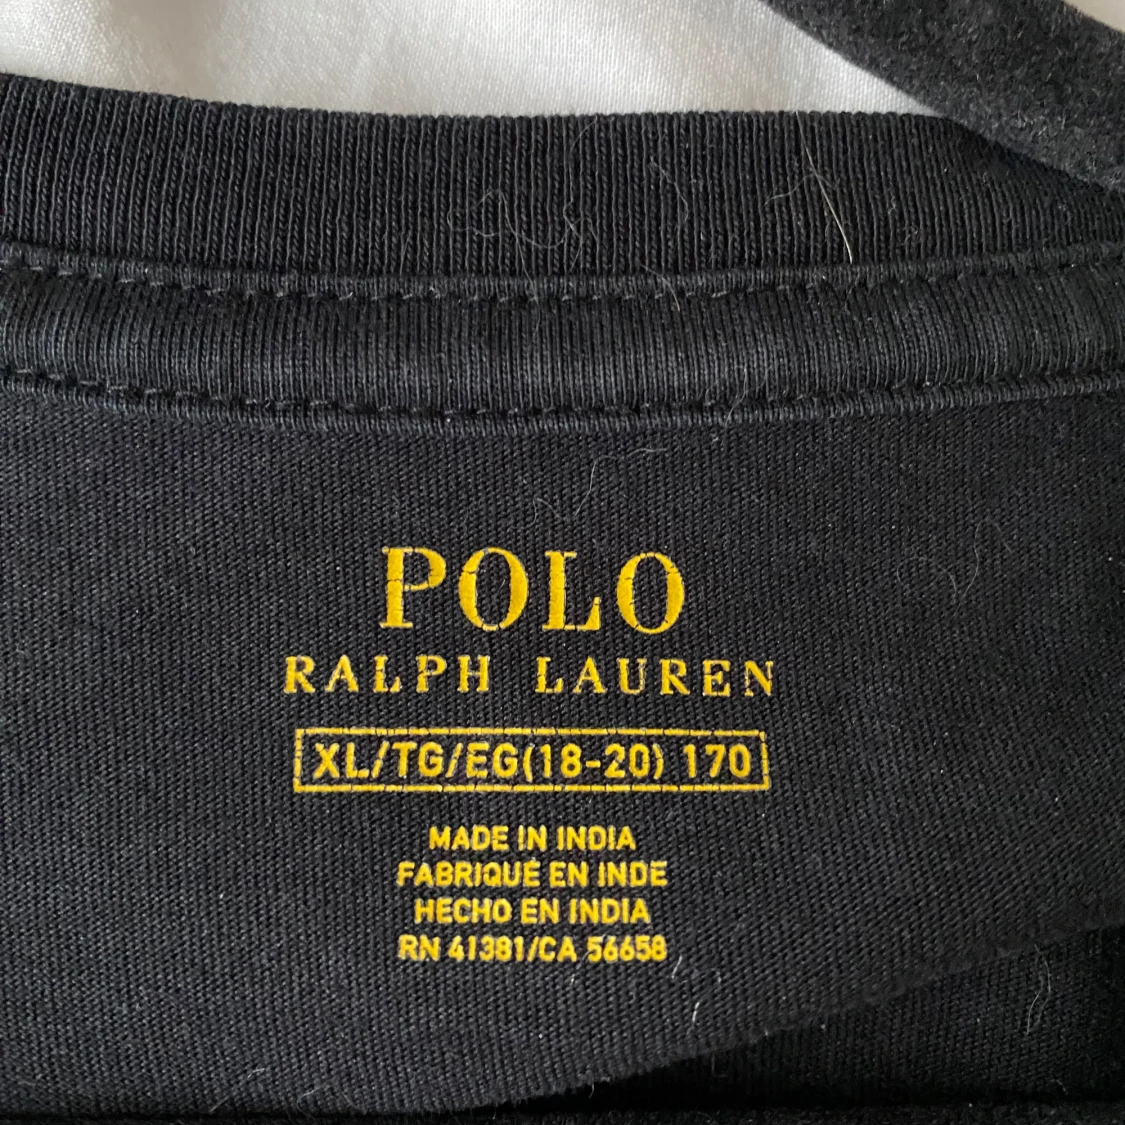 POLO
RALPH LAUREN
XL/TG/EG(18-20) 170
MADE IN INDIA
FABRIQUÉ EN INDE
HECHO EN INDIA
RN 41381/CA 56658